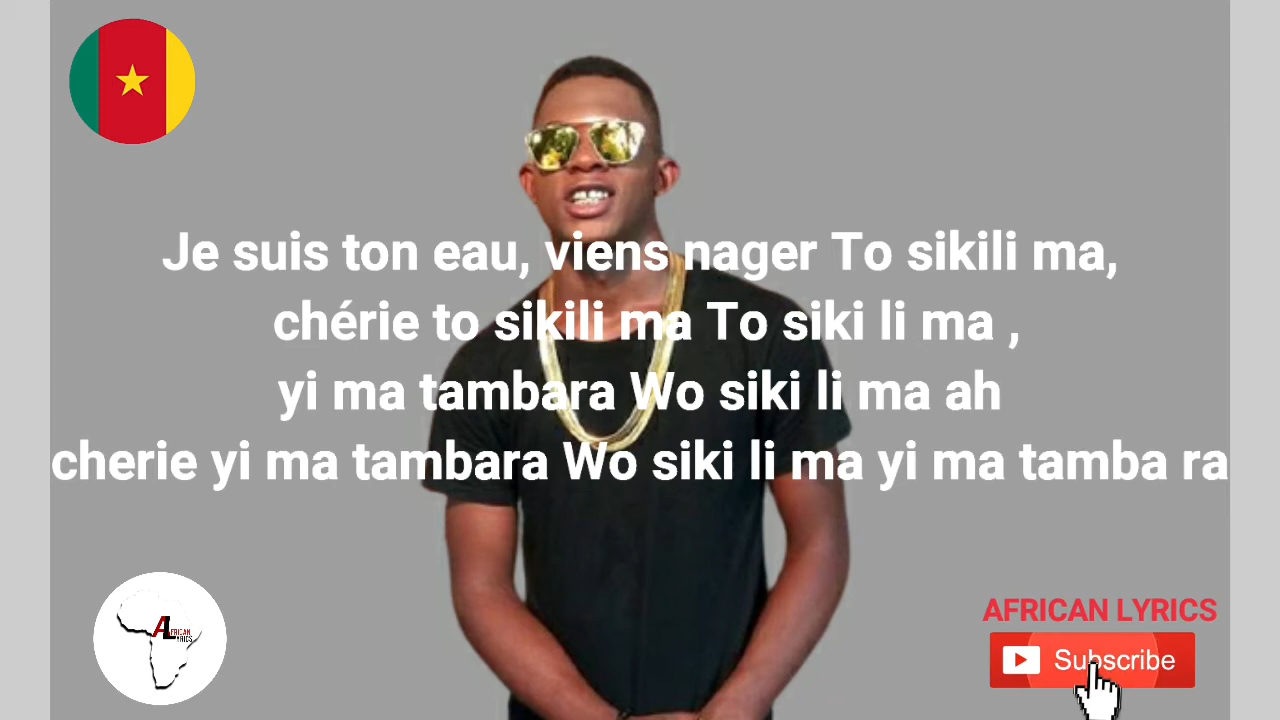 Je suis ton eau, viens nager To sikili ma,
chérie to sikili ma To siki li ma ,
yi ma tambara Wo siki li ma ah
cherie yi ma tambara Wo siki li ma yi ma tamba ra
AFRICAN LYRICS
AFRICAN
LYRICS
Subscribe